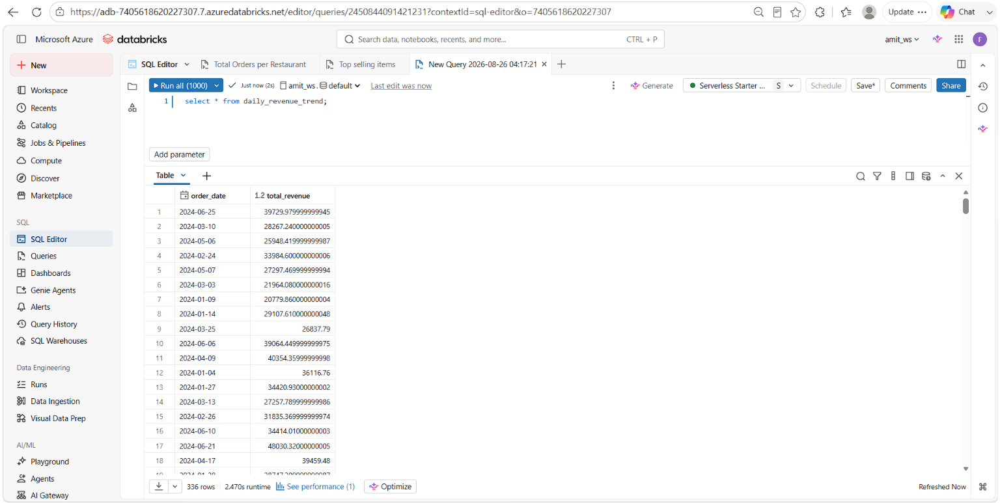 https://adb-7405618620227307.7.azuredatabricks.net/editor/queries/2450844091421231?contextId=sql-editor&o=7405618620227307
Update
Chat
Microsoft Azure
databricks
Search data, notebooks, recents, and more...
CTRL + P
amit_ws
F
New
Workspace
Recents
Catalog
Jobs & Pipelines
Compute
Discover
Marketplace
SQL
SQL Editor
Queries
Dashboards
Genie Agents
Alerts
Query History
SQL Warehouses
Data Engineering
Runs
Data Ingestion
Visual Data Prep
AI/ML
Playground
Agents
AI Gateway
SQL Editor
Total Orders per Restaurant
Top selling items
New Query 2026-08-26 04:17:21
Run all (1000)
Just now (2s)
amit_ws.
default
Last edit was now
Generate
Serverless Starter ... S
Schedule
Save*
Comments
Share
1 select * from daily_revenue_trend;
Add parameter
Table
order_date 1.2 total_revenue
1 2024-06-25 39729.979999999945
2 2024-03-10 28267.240000000005
3 2024-05-06 25948.419999999987
4 2024-02-24 33984.600000000006
5 2024-05-07 27297.469999999994
6 2024-03-03 21964.080000000016
7 2024-01-09 20779.860000000004
8 2024-01-14 29107.610000000048
9 2024-03-25 26837.79
10 2024-06-06 39064.449999999975
11 2024-04-09 40354.35999999998
12 2024-01-04 36116.76
13 2024-01-27 34420.93000000002
14 2024-03-13 27257.789999999986
15 2024-02-26 31835.369999999974
16 2024-06-10 34414.01000000003
17 2024-06-21 48030.32000000005
18 2024-04-17 39459.48
336 rows
2.470s runtime
See performance (1)
Optimize
Refreshed Now